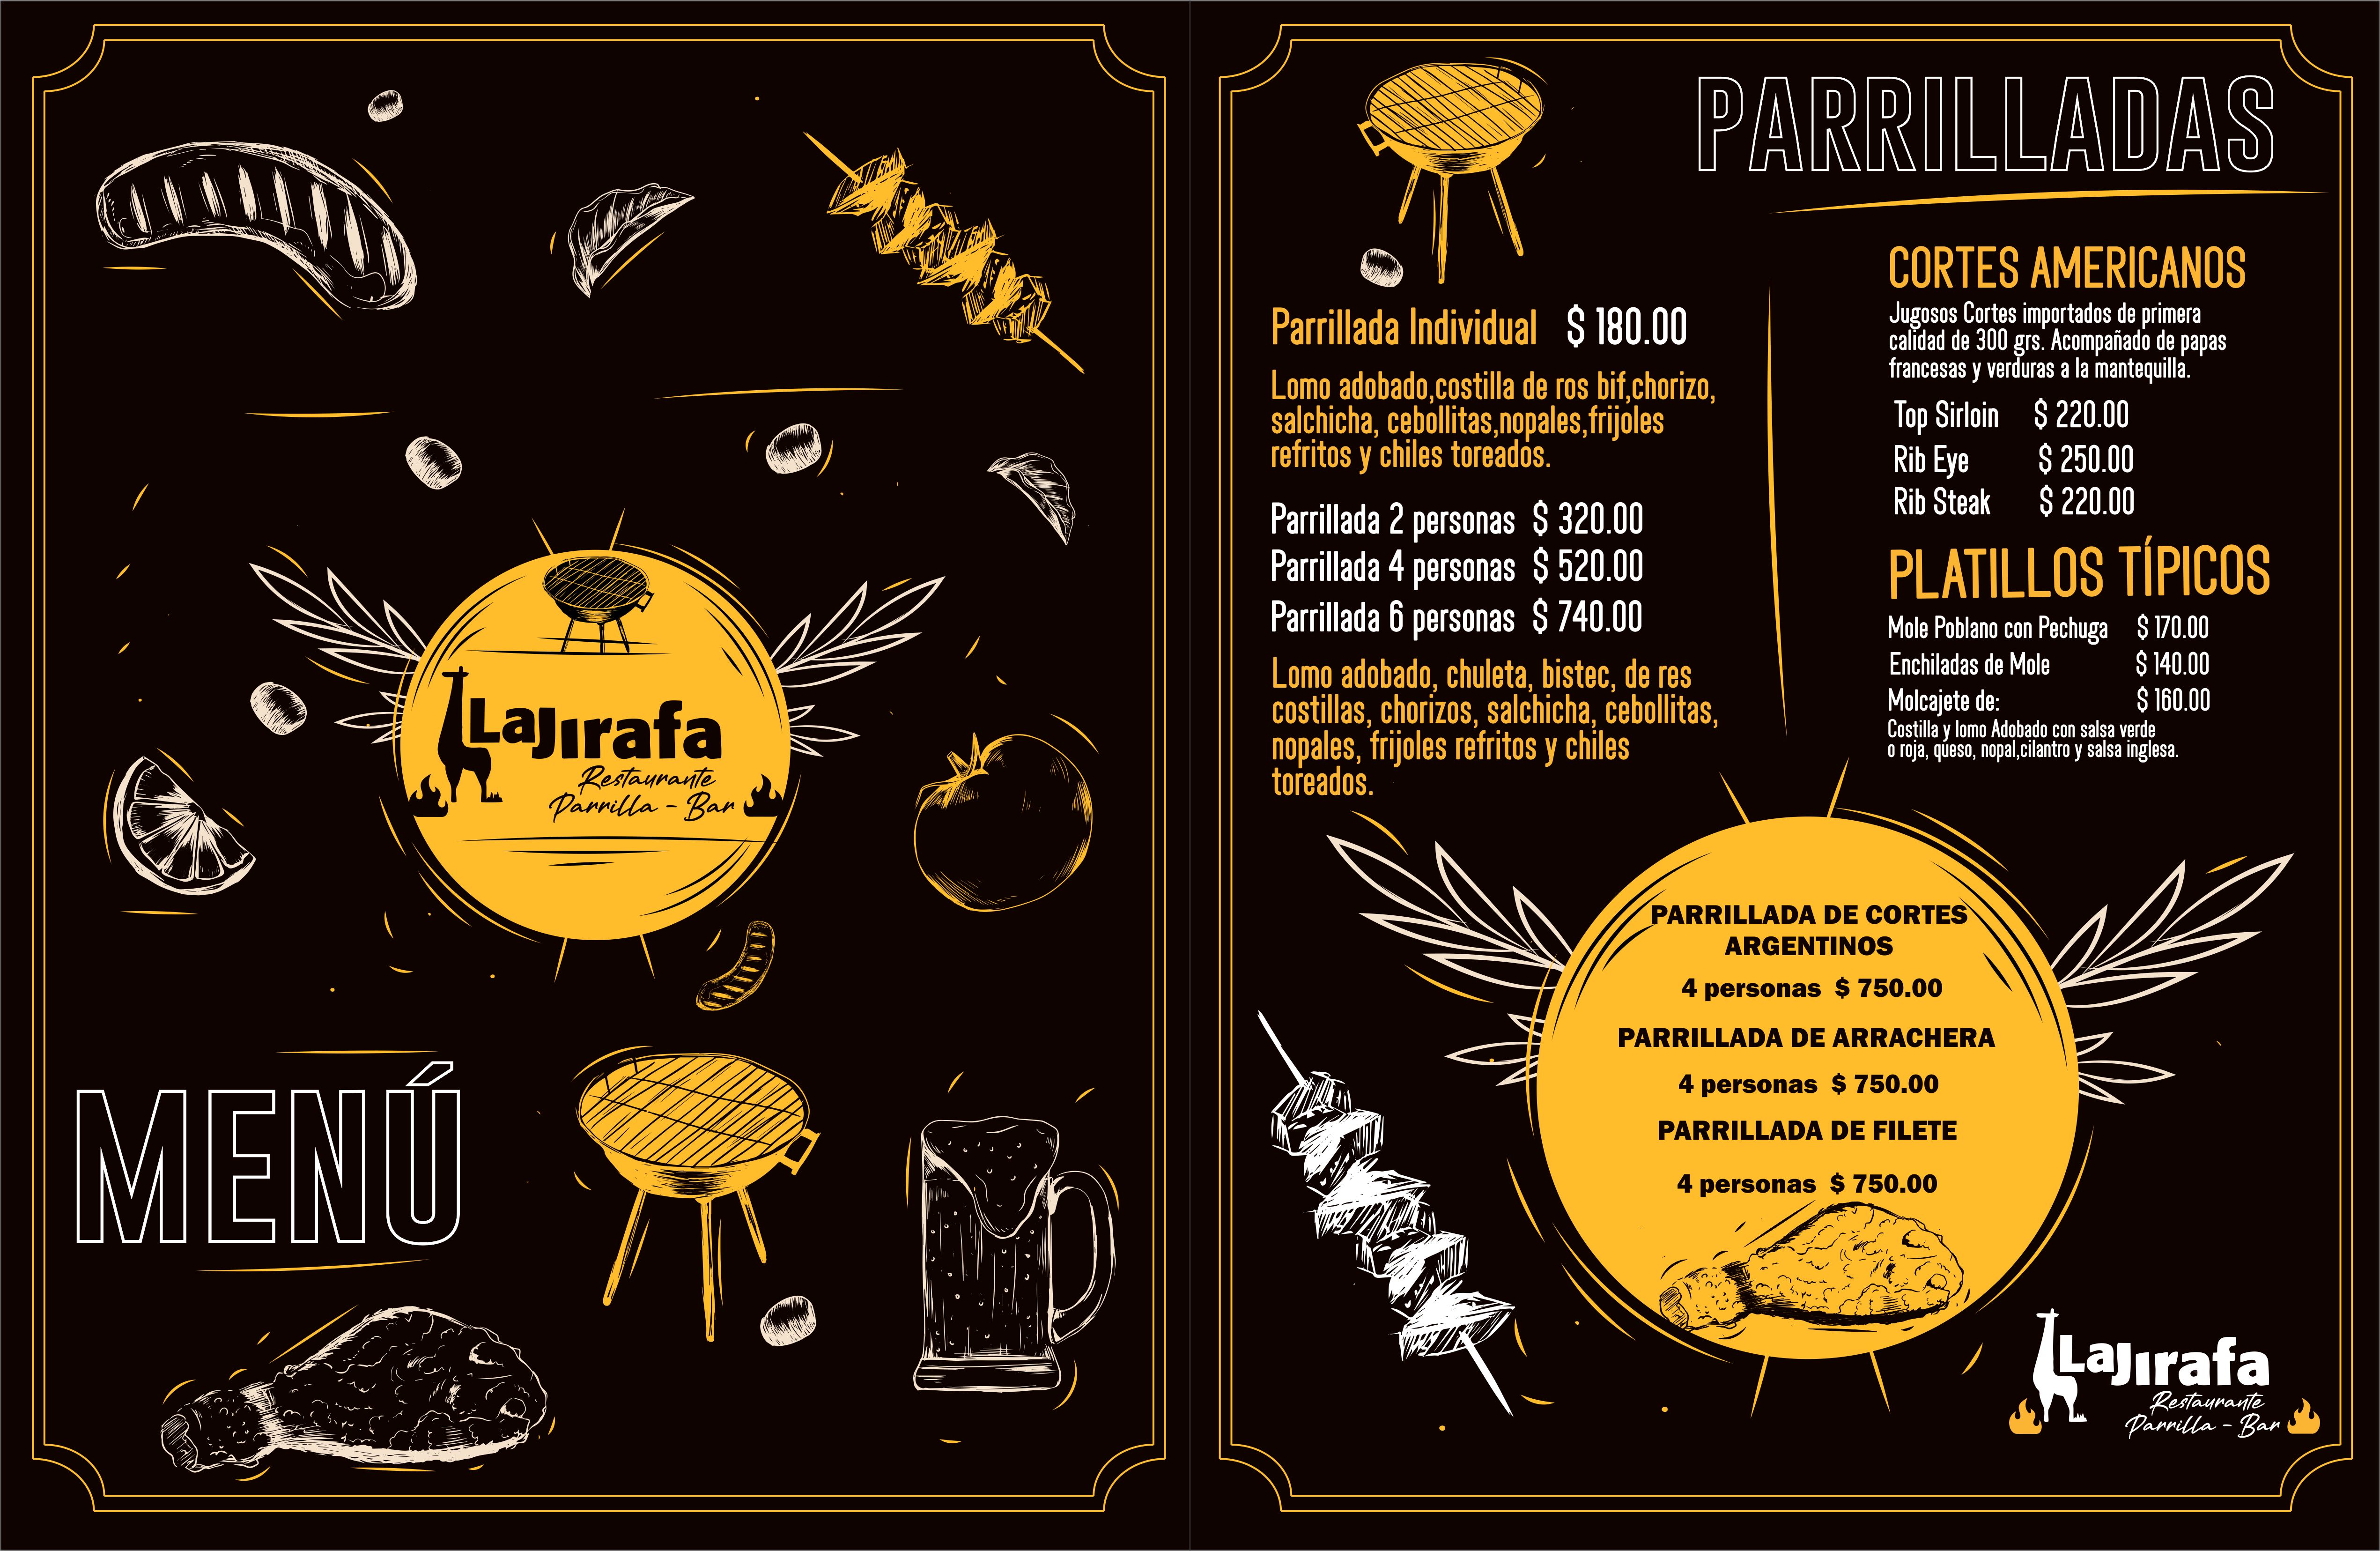 LaJirafa
Restaurante
Parrilla - Bar
MENÚ
PARRILLADAS
Parrillada Individual $ 180.00
Lomo adobado,costilla de ros bif,chorizo,
salchicha, cebollitas,nopales,frijoles
refritos y chiles toreados.
Parrillada 2 personas $ 320.00
Parrillada 4 personas $ 520.00
Parrillada 6 personas $ 740.00
Lomo adobado, chuleta, bistec, de res
costillas, chorizos, salchicha, cebollitas,
nopales, frijoles refritos y chiles
toreados.
CORTES AMERICANOS
Jugosos Cortes importados de primera
calidad de 300 grs. Acompañado de papas
francesas y verduras a la mantequilla.
Top Sirloin $ 220.00
Rib Eye $ 250.00
Rib Steak $ 220.00
PLATILLOS TÍPICOS
Mole Poblano con Pechuga $ 170.00
Enchiladas de Mole $ 140.00
Molcajete de: $ 160.00
Costilla y lomo Adobado con salsa verde
o roja, queso, nopal,cilantro y salsa inglesa.
PARRILLADA DE CORTES
ARGENTINOS
4 personas $ 750.00
PARRILLADA DE ARRACHERA
4 personas $ 750.00
PARRILLADA DE FILETE
4 personas $ 750.00
LaJirafa
Restaurante
Parrilla - Bar